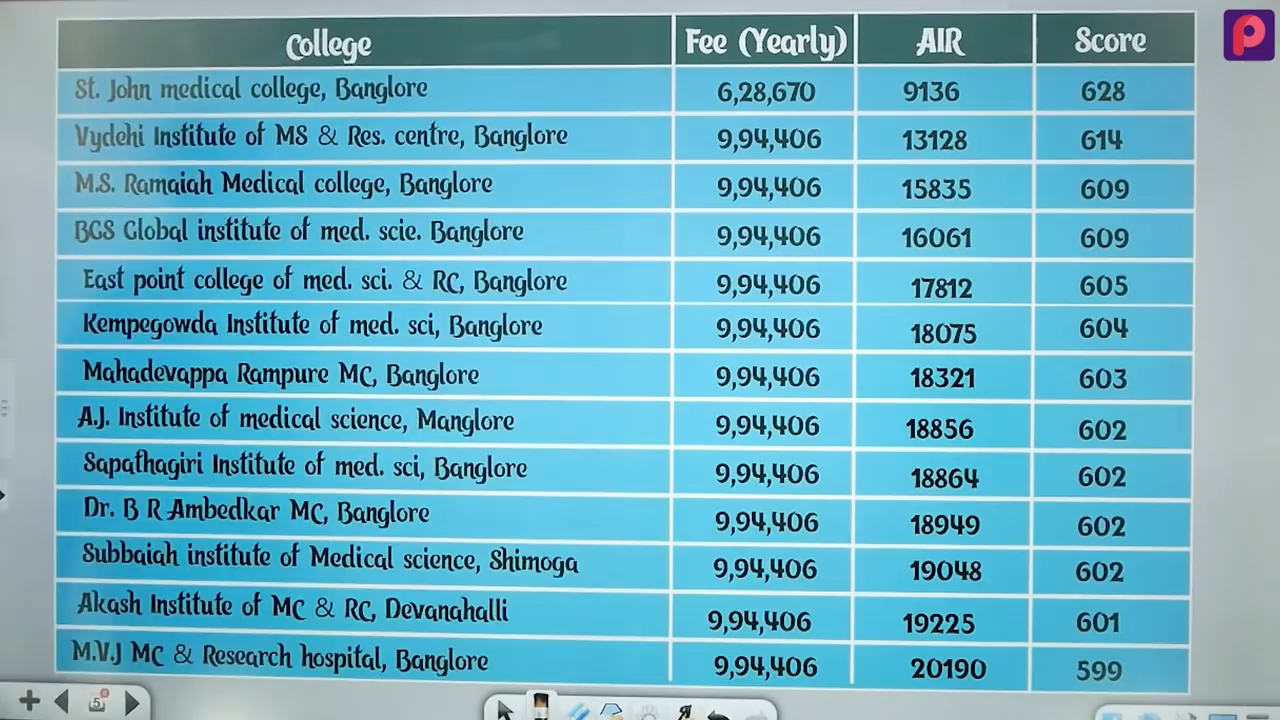 College Fee (Yearly) AIR Score
St. John medical college, Banglore 6,28,670 9136 628
Vydehi Institute of MS & Res. centre, Banglore 9,94,406 13128 614
M.S. Ramaiah Medical college, Banglore 9,94,406 15835 609
BGS Global institute of med. scie. Banglore 9,94,406 16061 609
East point college of med. sci. & RC, Banglore 9,94,406 17812 605
Kempegowda Institute of med. sci, Banglore 9,94,406 18075 604
Mahadevappa Rampure MC, Banglore 9,94,406 18321 603
A.J. Institute of medical science, Manglore 9,94,406 18856 602
Sapathagiri Institute of med. sci, Banglore 9,94,406 18864 602
Dr. B R Ambedkar MC, Banglore 9,94,406 18949 602
Subbaiah institute of Medical science, Shimoga 9,94,406 19048 602
Akash Institute of MC & RC, Devanahalli 9,94,406 19225 601
M.V.J MC & Research hospital, Banglore 9,94,406 20190 599